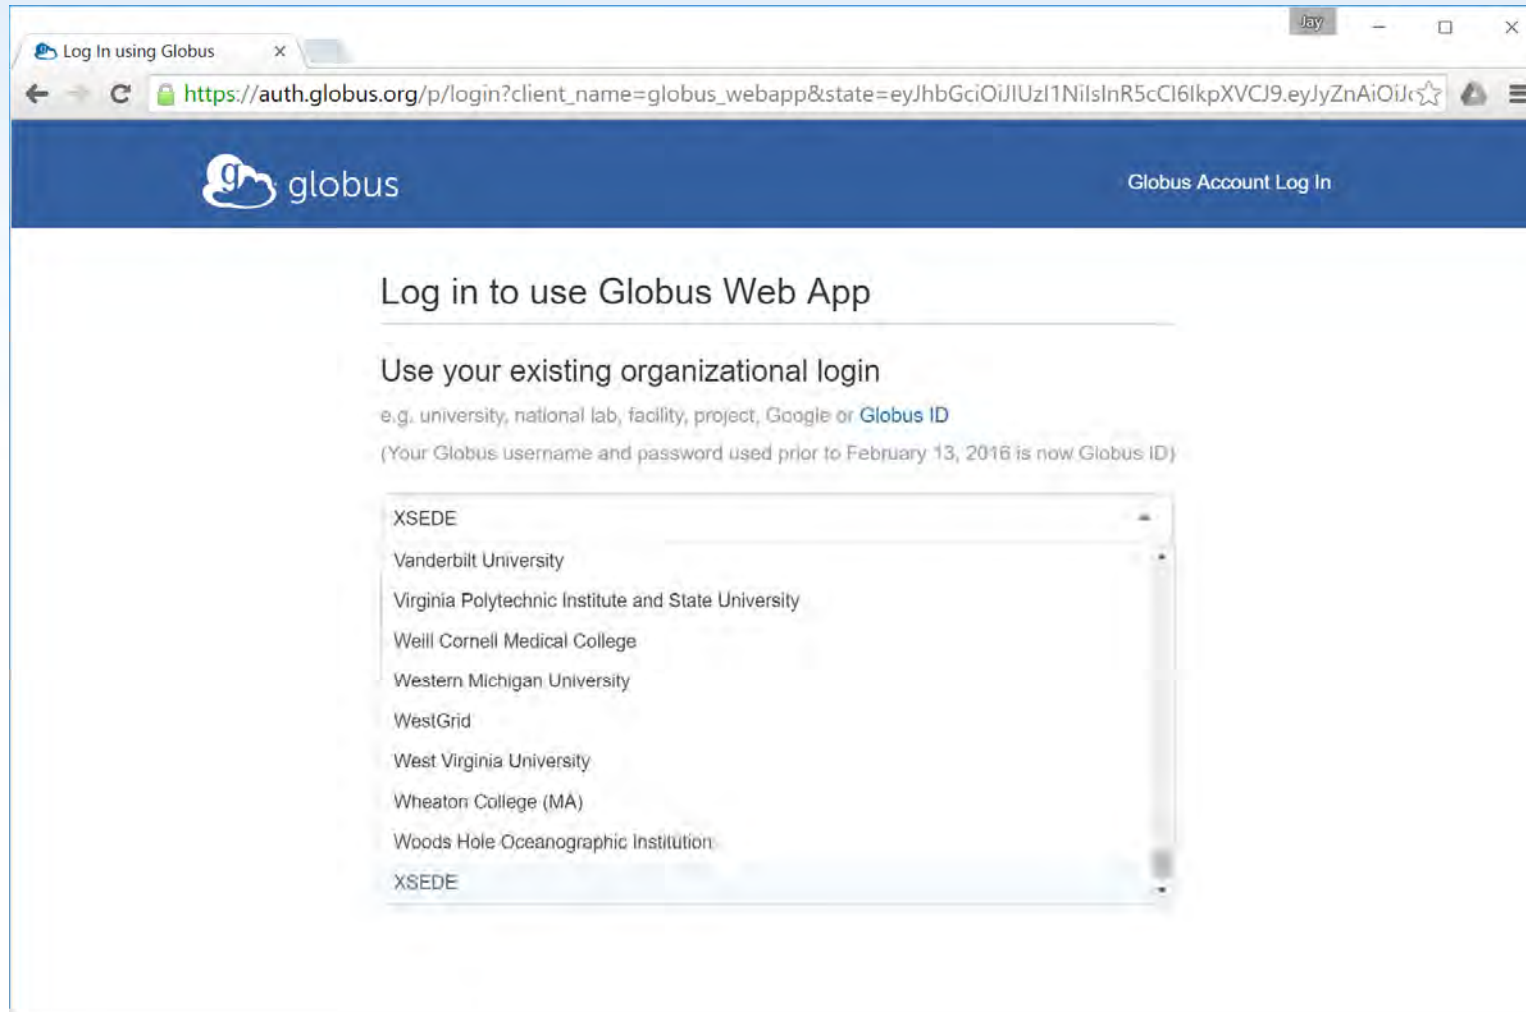 Jay
Log In using Globus
https://auth.globus.org/p/login?client_name=globus_webapp&state=eyJhbGciOiJIUzI1NiIsInR5cCI6IkpXVCJ9.eyJyZnAiOiJc
globus
Globus Account Log In
Log in to use Globus Web App
Use your existing organizational login
e.g. university, national lab, facility, project, Google or Globus ID
(Your Globus username and password used prior to February 13, 2016 is now Globus ID)
XSEDE
Vanderbilt University
Virginia Polytechnic Institute and State University
Weill Cornell Medical College
Western Michigan University
WestGrid
West Virginia University
Wheaton College (MA)
Woods Hole Oceanographic Institution
XSEDE